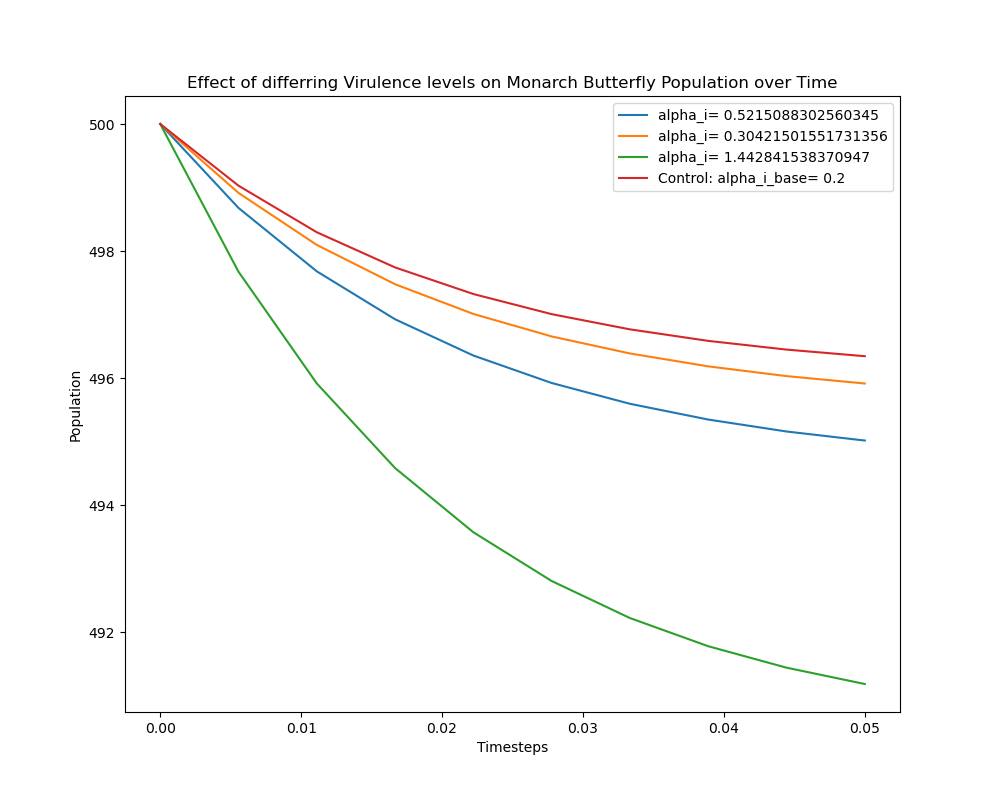 Effect of differring Virulence levels on Monarch Butterfly Population over Time
alpha_i= 0.5215088302560345
alpha_i= 0.30421501551731356
alpha_i= 1.442841538370947
Control: alpha_i_base= 0.2
500
498
496
494
492
Population
0.00 0.01 0.02 0.03 0.04 0.05
Timesteps